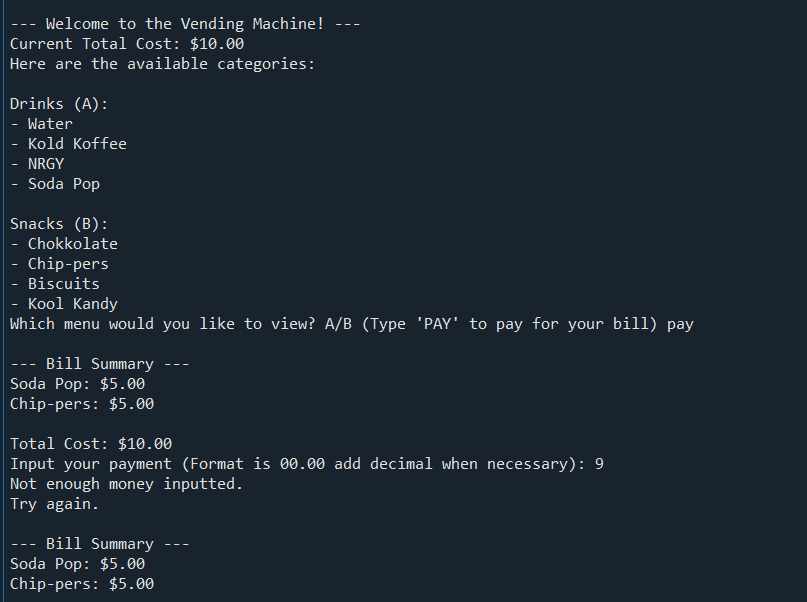 --- Welcome to the Vending Machine! ---
Current Total Cost: $10.00
Here are the available categories:
Drinks (A):
- Water
- Kold Koffee
- NRGY
- Soda Pop
Snacks (B):
- Chokkolate
- Chip-pers
- Biscuits
- Kool Kandy
Which menu would you like to view? A/B (Type 'PAY' to pay for your bill) pay
--- Bill Summary ---
Soda Pop: $5.00
Chip-pers: $5.00
Total Cost: $10.00
Input your payment (Format is 00.00 add decimal when necessary): 9
Not enough money inputted.
Try again.
--- Bill Summary ---
Soda Pop: $5.00
Chip-pers: $5.00